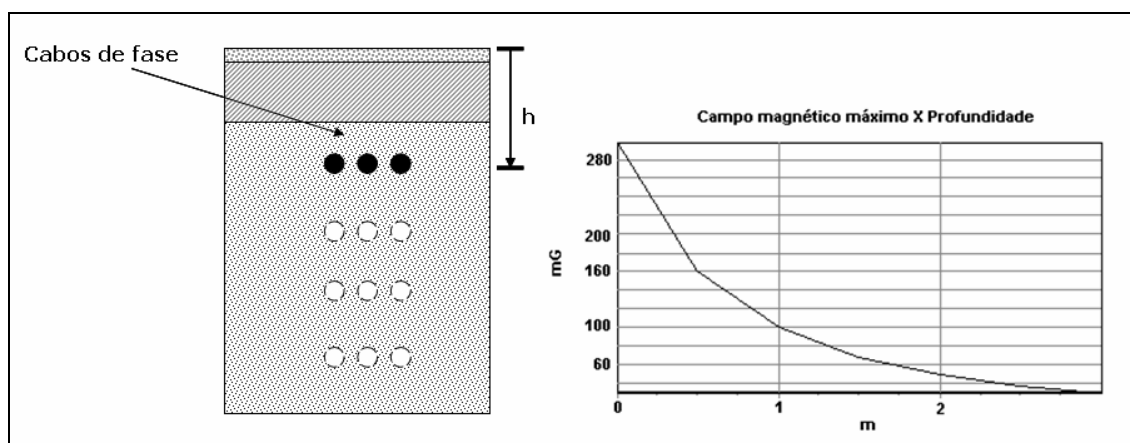 Cabos de fase
h
Campo magnético máximo X Profundidade
280
200
160
100
60
mG
0 1 2
m